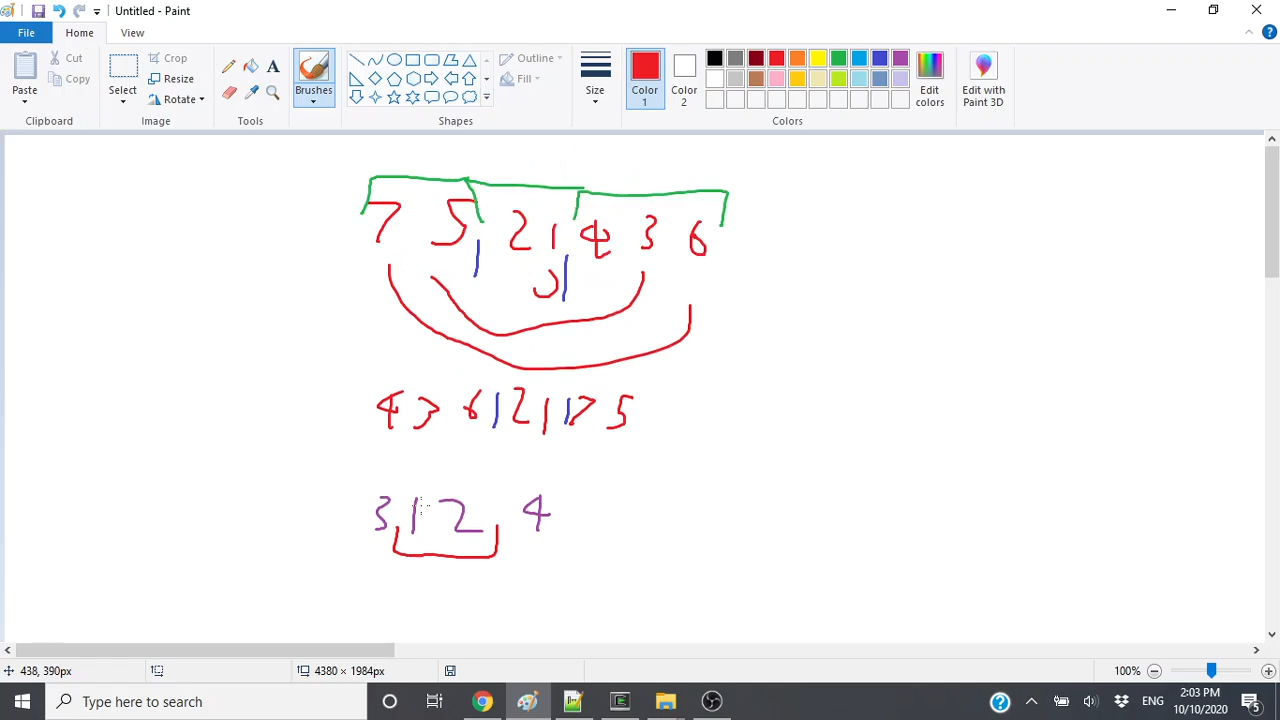 Untitled - Paint
File Home View
Paste
Cut
Copy
Clipboard
Select
Crop
Resize
Rotate
Image
A
Tools
Brushes
Outline
Fill
Shapes
Size
Color 1
Color 2
Edit colors
Colors
Edit with Paint 3D
7 5 2 1 4 3 6
4 3 6 | 2 1 | 7 5
3 1 2 4
438, 390px
4380 × 1984px
100%
Type here to search
ENG
2:03 PM
10/10/2020
5